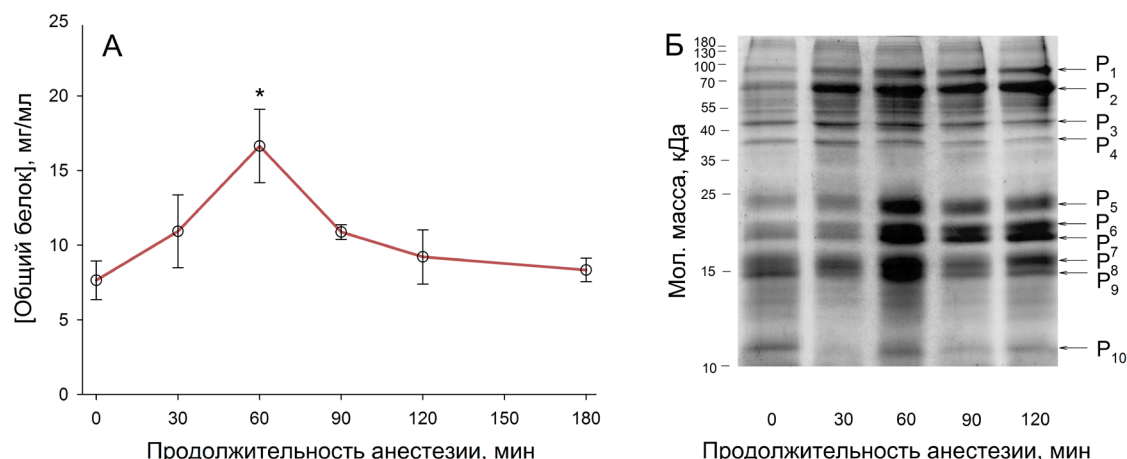 А
[Общий белок], мг/мл
25
20
15
10
5
0
*
0 30 60 90 120 150 180
Продолжительность анестезии, мин
Б
Мол. масса, кДа
180
130
100
70
55
40
35
25
15
10
P1
P2
P3
P4
P5
P6
P7
P8
P9
P10
0 30 60 90 120
Продолжительность анестезии, мин